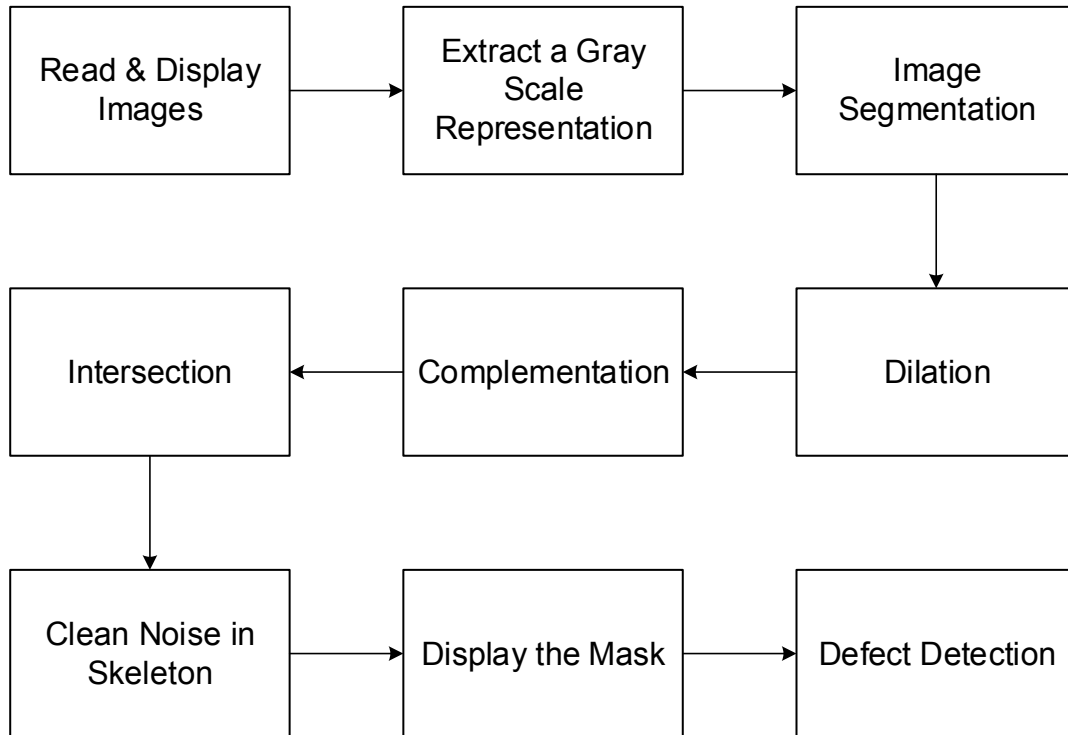 Read & Display
Images
Extract a Gray
Scale
Representation
Image
Segmentation
Dilation
Complementation
Intersection
Clean Noise in
Skeleton
Display the Mask
Defect Detection